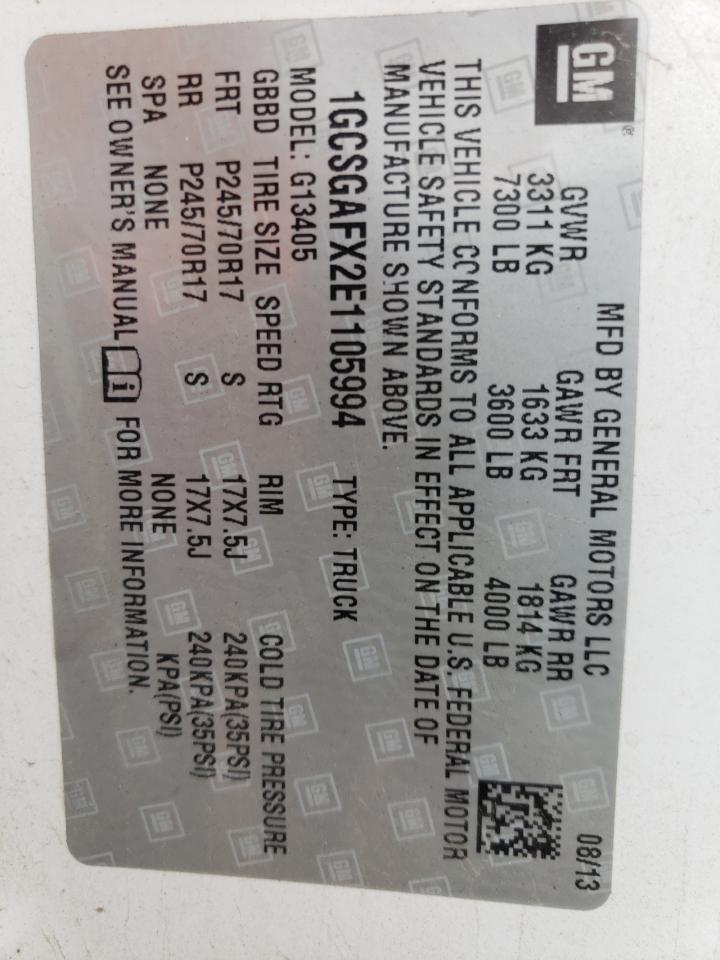 GM
MFD BY GENERAL MOTORS LLC 08/13
GVWR GAWR FRT GAWR RR
3311 KG 1633 KG 1814 KG
7300 LB 3600 LB 4000 LB
THIS VEHICLE CONFORMS TO ALL APPLICABLE U.S. FEDERAL MOTOR
VEHICLE SAFETY STANDARDS IN EFFECT ON THE DATE OF
MANUFACTURE SHOWN ABOVE.
1GCSGAFX2E1105994 TYPE: TRUCK
MODEL: G13405
GBBD TIRE SIZE SPEED RTG RIM COLD TIRE PRESSURE
FRT P245/70R17 S 17X7.5J 240KPA(35PSI)
RR P245/70R17 S 17X7.5J 240KPA(35PSI)
SPA NONE NONE KPA(PSI)
SEE OWNER'S MANUAL i FOR MORE INFORMATION.